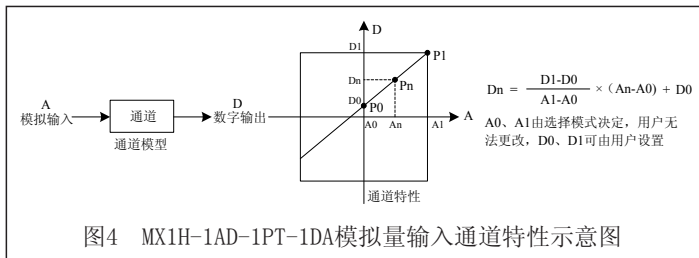 A
模拟输入
通道
通道模型
D
数字输出
D
D1
P1
Dn
Pn
D0
P0
A0
An
A1
A
通道特性
Dn = D1-D0 / A1-A0 ×（An-A0）+ D0
A0、A1由选择模式决定，用户无
法更改，D0、D1可由用户设置
图4 MX1H-1AD-1PT-1DA模拟量输入通道特性示意图